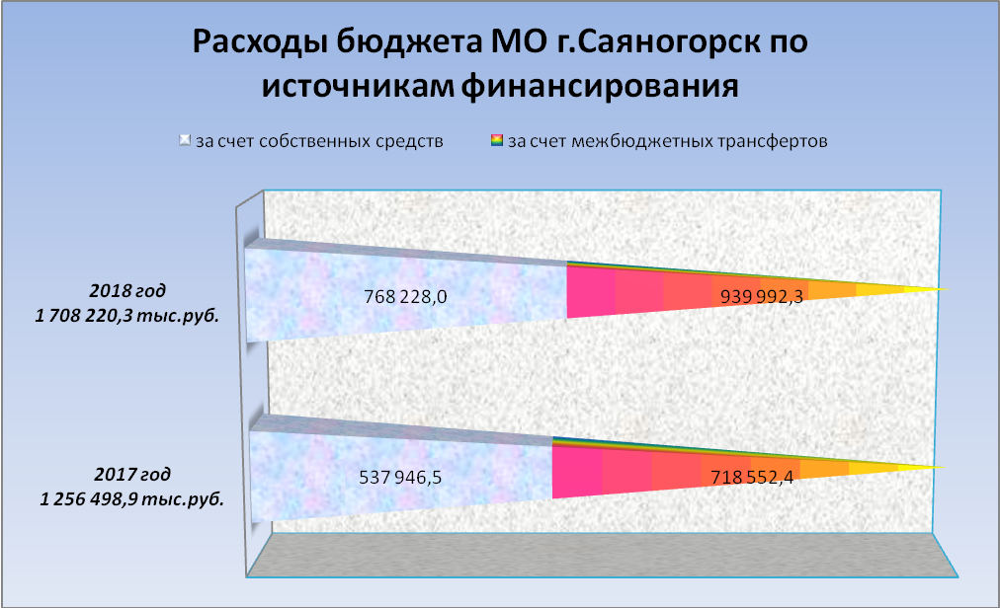 Расходы бюджета МО г.Саяногорск по
источникам финансирования
за счет собственных средств
за счет межбюджетных трансфертов
2018 год
1 708 220,3 тыс.руб.
768 228,0
939 992,3
2017 год
1 256 498,9 тыс.руб.
537 946,5
718 552,4